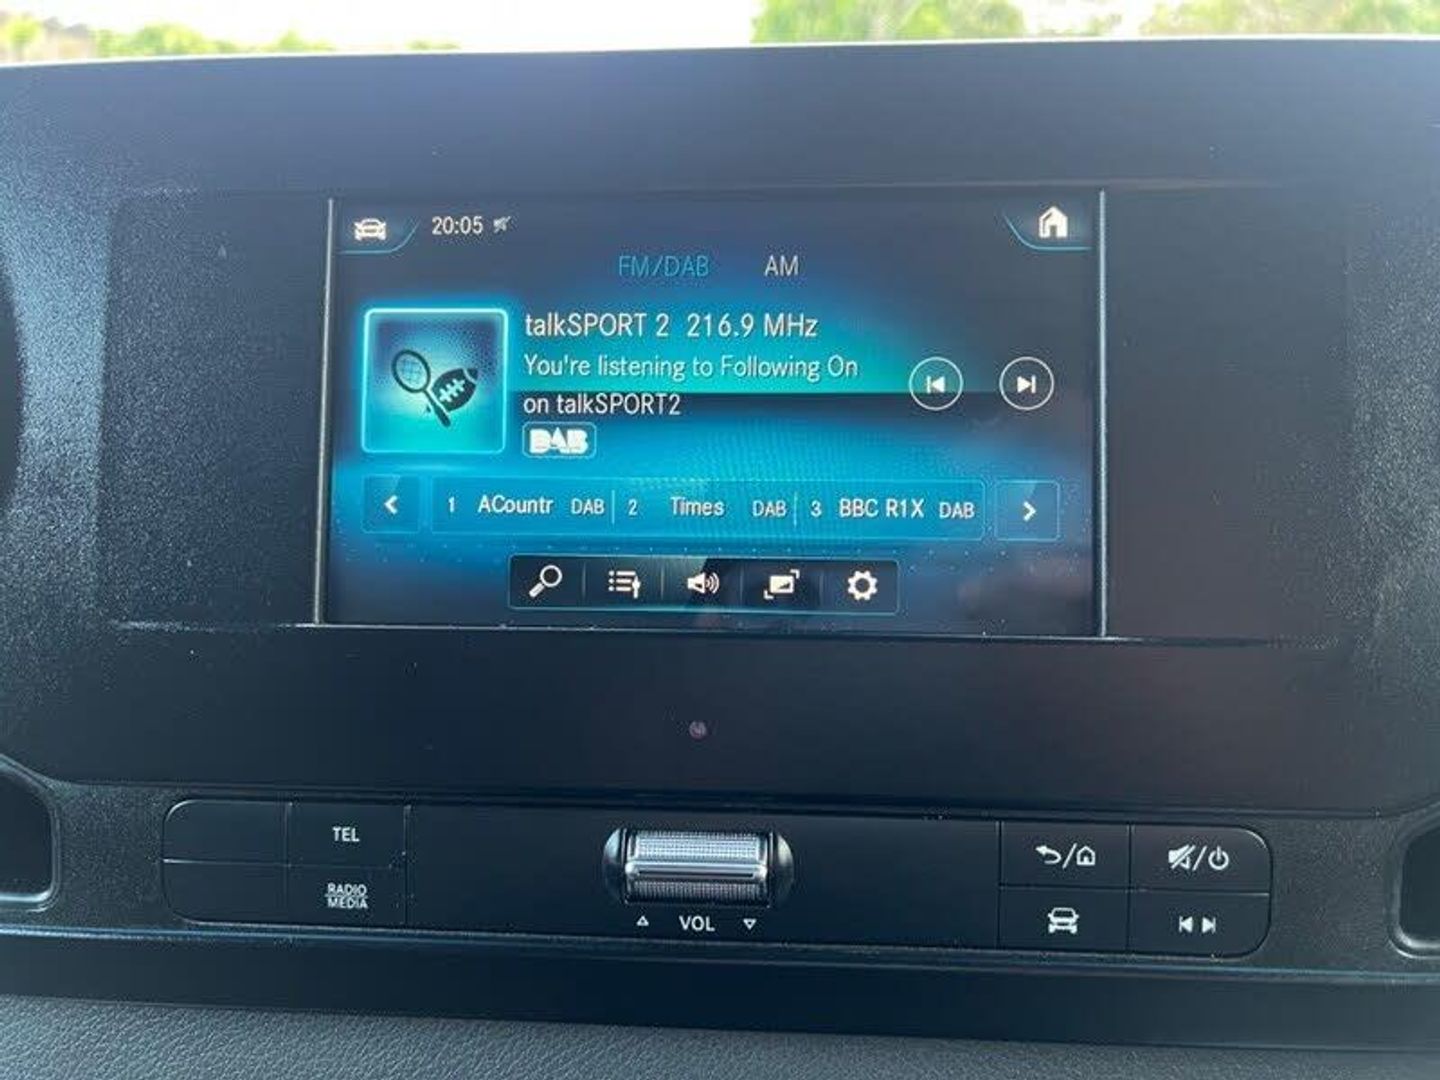 20:05
FM/DAB AM
talkSPORT 2 216.9 MHz
You're listening to Following On
on talkSPORT2
DAB
1 ACountr DAB 2 Times DAB 3 BBC R1X DAB
TEL
RADIO
MEDIA
VOL